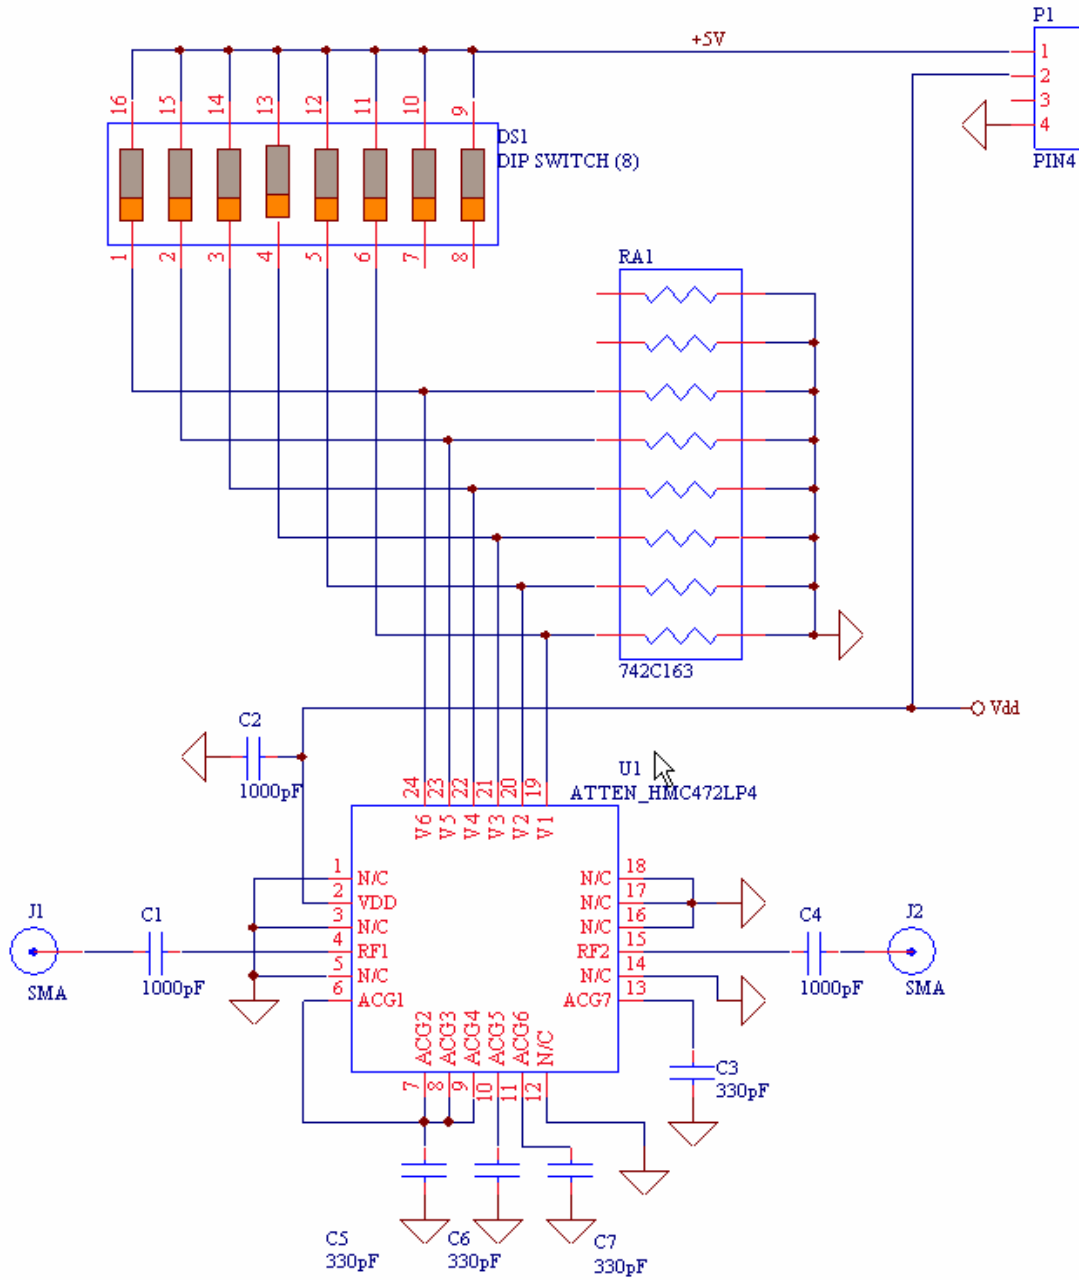 P1
+5V
1
2
3
4
PIN4
16
15
14
13
12
11
10
9
DS1
DIP SWITCH (8)
1
2
3
4
5
6
7
8
RA1
742C163
Vdd
C2
1000pF
U1
ATTEN_HMC472LP4
24
23
22
21
20
19
V6
V5
V4
V3
V2
V1
1
N/C
2
VDD
3
N/C
4
RF1
5
N/C
6
ACG1
18
N/C
17
N/C
16
N/C
15
RF2
14
N/C
13
ACG7
J1
SMA
C1
1000pF
C4
1000pF
J2
SMA
ACG2
ACG3
ACG4
ACG5
ACG6
N/C
7
8
9
10
11
12
C3
330pF
C5
330pF
C6
330pF
C7
330pF